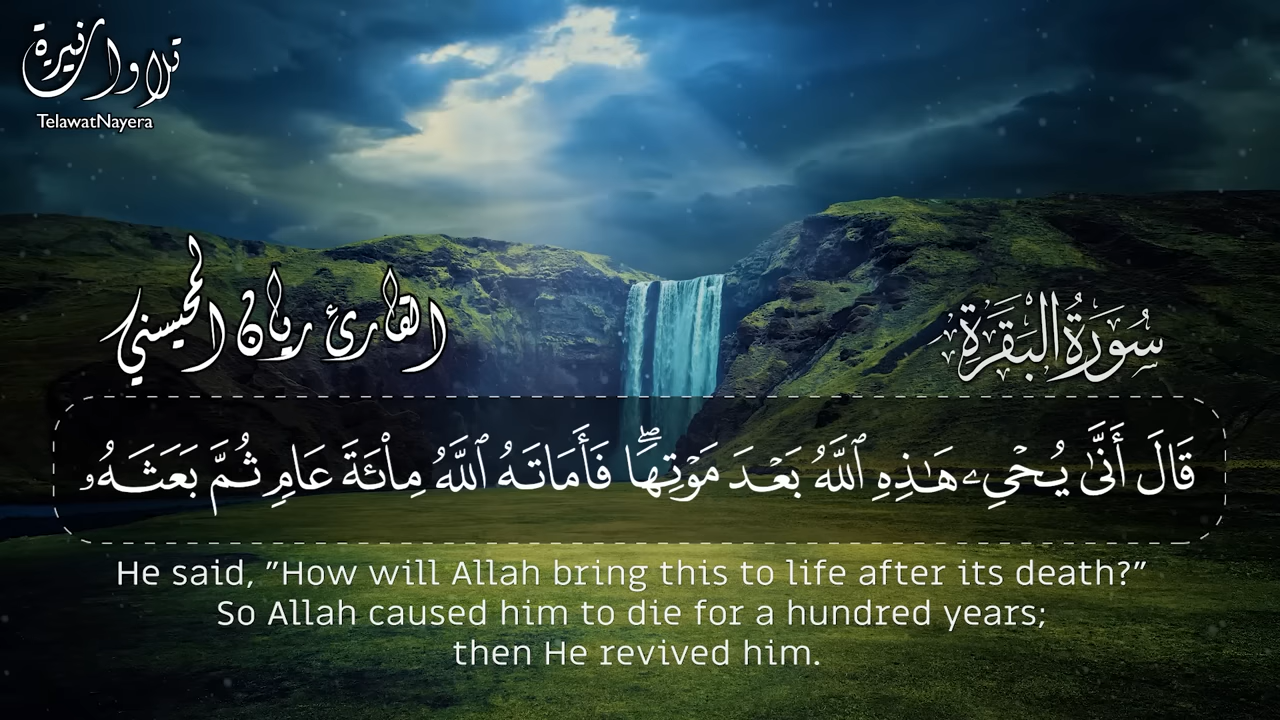 تلاوات نيرة
TelawatNayera
سُورَةُ البَقَرَةِ
القارئ ريان المحيسني
قَالَ أَنَّىٰ يُحْيِۦ هَـٰذِهِ ٱللَّهُ بَعْدَ مَوْتِهَا ۖ فَأَمَاتَهُ ٱللَّهُ مِا۟ئَةَ عَامٍ ثُمَّ بَعَثَهُۥ
He said, "How will Allah bring this to life after its death?"
So Allah caused him to die for a hundred years;
then He revived him.